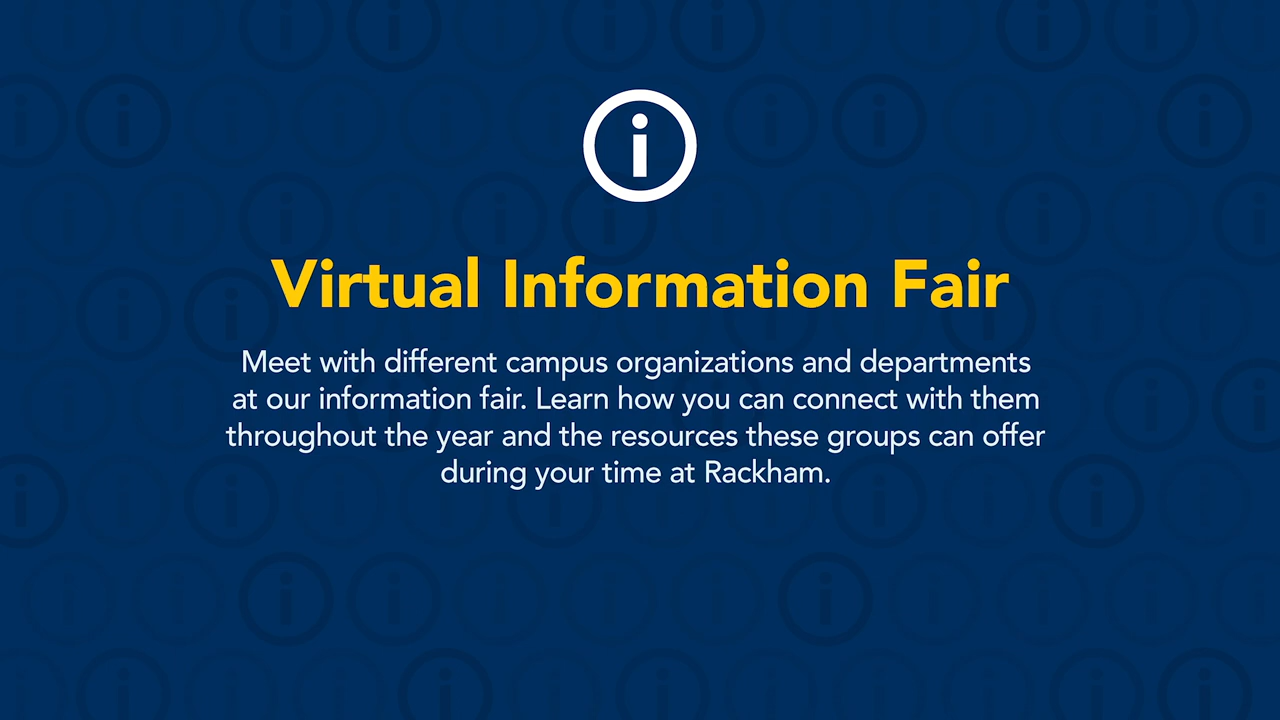 Virtual Information Fair
Meet with different campus organizations and departments
at our information fair. Learn how you can connect with them
throughout the year and the resources these groups can offer
during your time at Rackham.